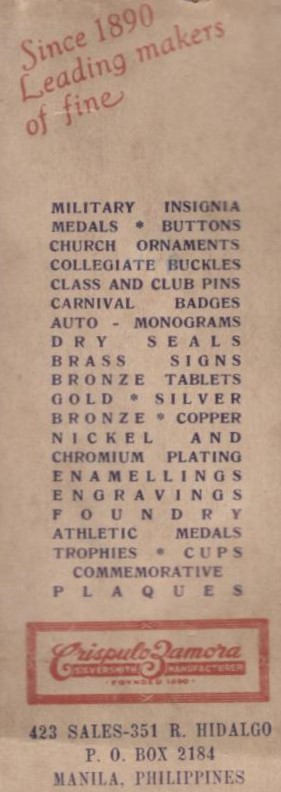 Since 1890
Leading makers
of fine
MILITARY INSIGNIA
MEDALS * BUTTONS
CHURCH ORNAMENTS
COLLEGIATE BUCKLES
CLASS AND CLUB PINS
CARNIVAL BADGES
AUTO - MONOGRAMS
DRY SEALS
BRASS SIGNS
BRONZE TABLETS
GOLD * SILVER
BRONZE * COPPER
NICKEL AND
CHROMIUM PLATING
ENAMELLINGS
ENGRAVINGS
FOUNDRY
ATHLETIC MEDALS
TROPHIES * CUPS
COMMEMORATIVE
PLAQUES
Crispulo Zamora
SILVERSMITH MANUFACTURER
· FOUNDED 1890 ·
423 SALES-351 R. HIDALGO
P. O. BOX 2184
MANILA, PHILIPPINES